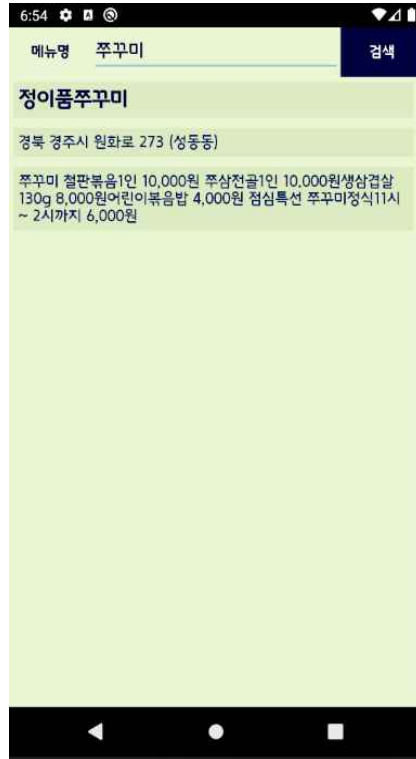 6:54
메뉴명 쭈꾸미 검색
정이품쭈꾸미
경북 경주시 원화로 273 (성동동)
쭈꾸미 철판볶음1인 10,000원 쭈삼전골1인 10,000원생삼겹살
130g 8,000원어린이볶음밥 4,000원 점심특선 쭈꾸미정식11시
~ 2시까지 6,000원